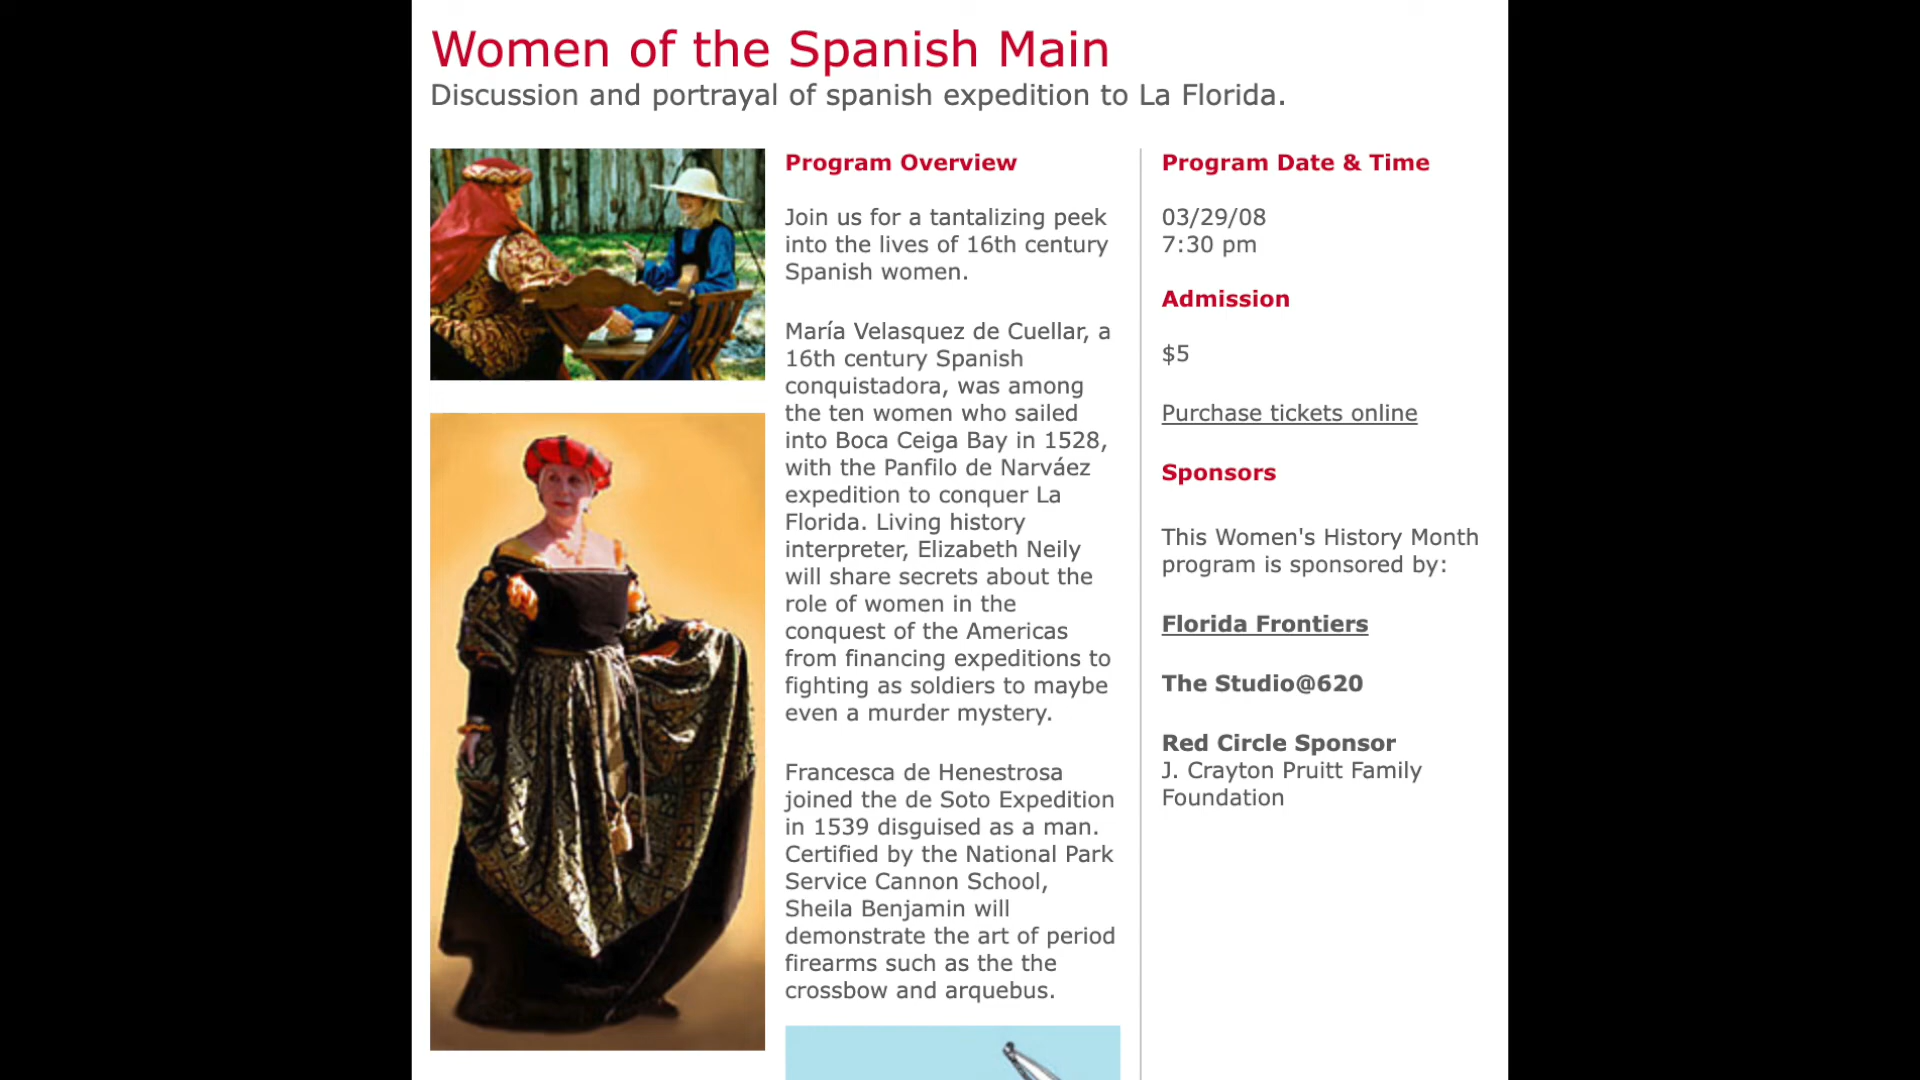 Women of the Spanish Main
Discussion and portrayal of spanish expedition to La Florida.
Program Overview
Join us for a tantalizing peek
into the lives of 16th century
Spanish women.
María Velasquez de Cuellar, a
16th century Spanish
conquistadora, was among
the ten women who sailed
into Boca Ceiga Bay in 1528,
with the Panfilo de Narváez
expedition to conquer La
Florida. Living history
interpreter, Elizabeth Neily
will share secrets about the
role of women in the
conquest of the Americas
from financing expeditions to
fighting as soldiers to maybe
even a murder mystery.
Francesca de Henestrosa
joined the de Soto Expedition
in 1539 disguised as a man.
Certified by the National Park
Service Cannon School,
Sheila Benjamin will
demonstrate the art of period
firearms such as the the
crossbow and arquebus.
Program Date & Time
03/29/08
7:30 pm
Admission
$5
Purchase tickets online
Sponsors
This Women's History Month
program is sponsored by:
Florida Frontiers
The Studio@620
Red Circle Sponsor
J. Crayton Pruitt Family
Foundation